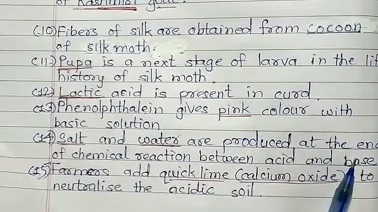 of Kashmiri goat.
(10) Fibers of silk are obtained from cocoon
of silk moth.
(11) Pupa is a next stage of larva in the lif
history of silk moth.
(12) Lactic acid is present in curd.
(13) Phenolphthalein gives pink colour with
basic solution
(14) Salt and water are produced at the end
of chemical reaction between acid and base
(15) Farmers add quick lime (calcium oxide) to
neutralise the acidic soil.